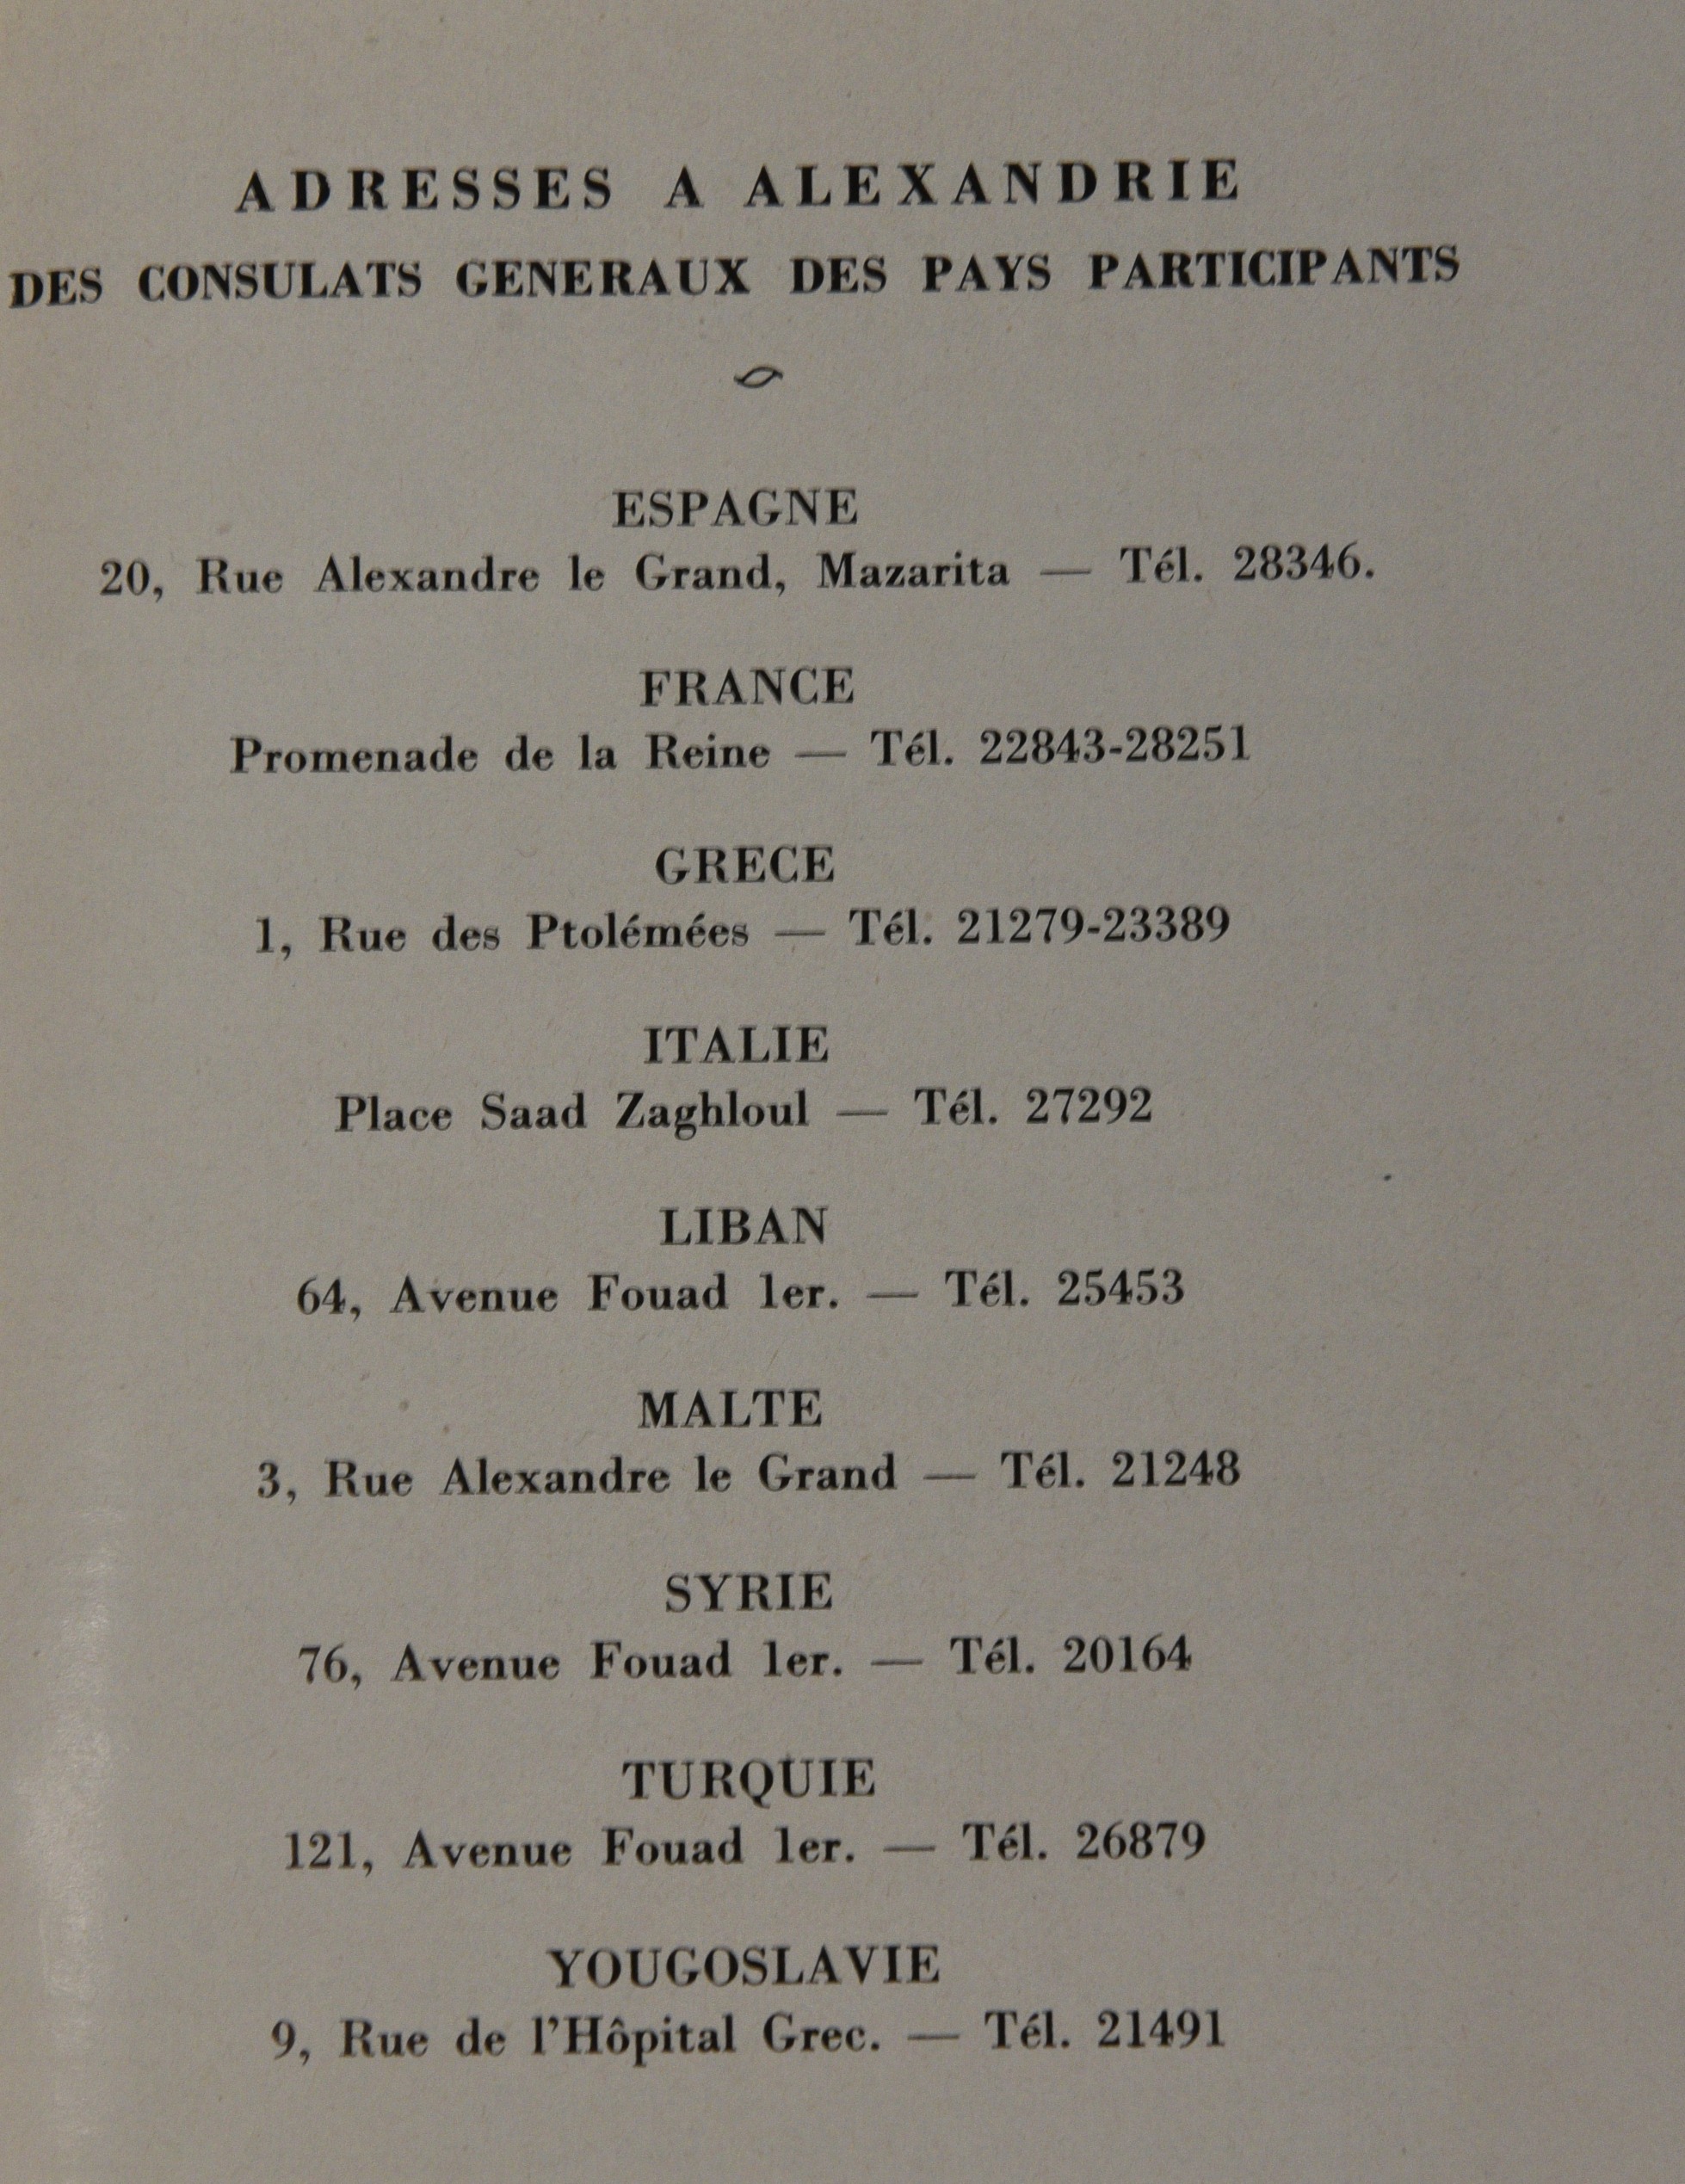 ADRESSES A ALEXANDRIE
DES CONSULATS GENERAUX DES PAYS PARTICIPANTS
ESPAGNE
20, Rue Alexandre le Grand, Mazarita — Tél. 28346.
FRANCE
Promenade de la Reine — Tél. 22843-28251
GRECE
1, Rue des Ptolémées — Tél. 21279-23389
ITALIE
Place Saad Zaghloul — Tél. 27292
LIBAN
64, Avenue Fouad 1er. — Tél. 25453
MALTE
3, Rue Alexandre le Grand — Tél. 21248
SYRIE
76, Avenue Fouad 1er. — Tél. 20164
TURQUIE
121, Avenue Fouad 1er. — Tél. 26879
YOUGOSLAVIE
9, Rue de l'Hôpital Grec. — Tél. 21491